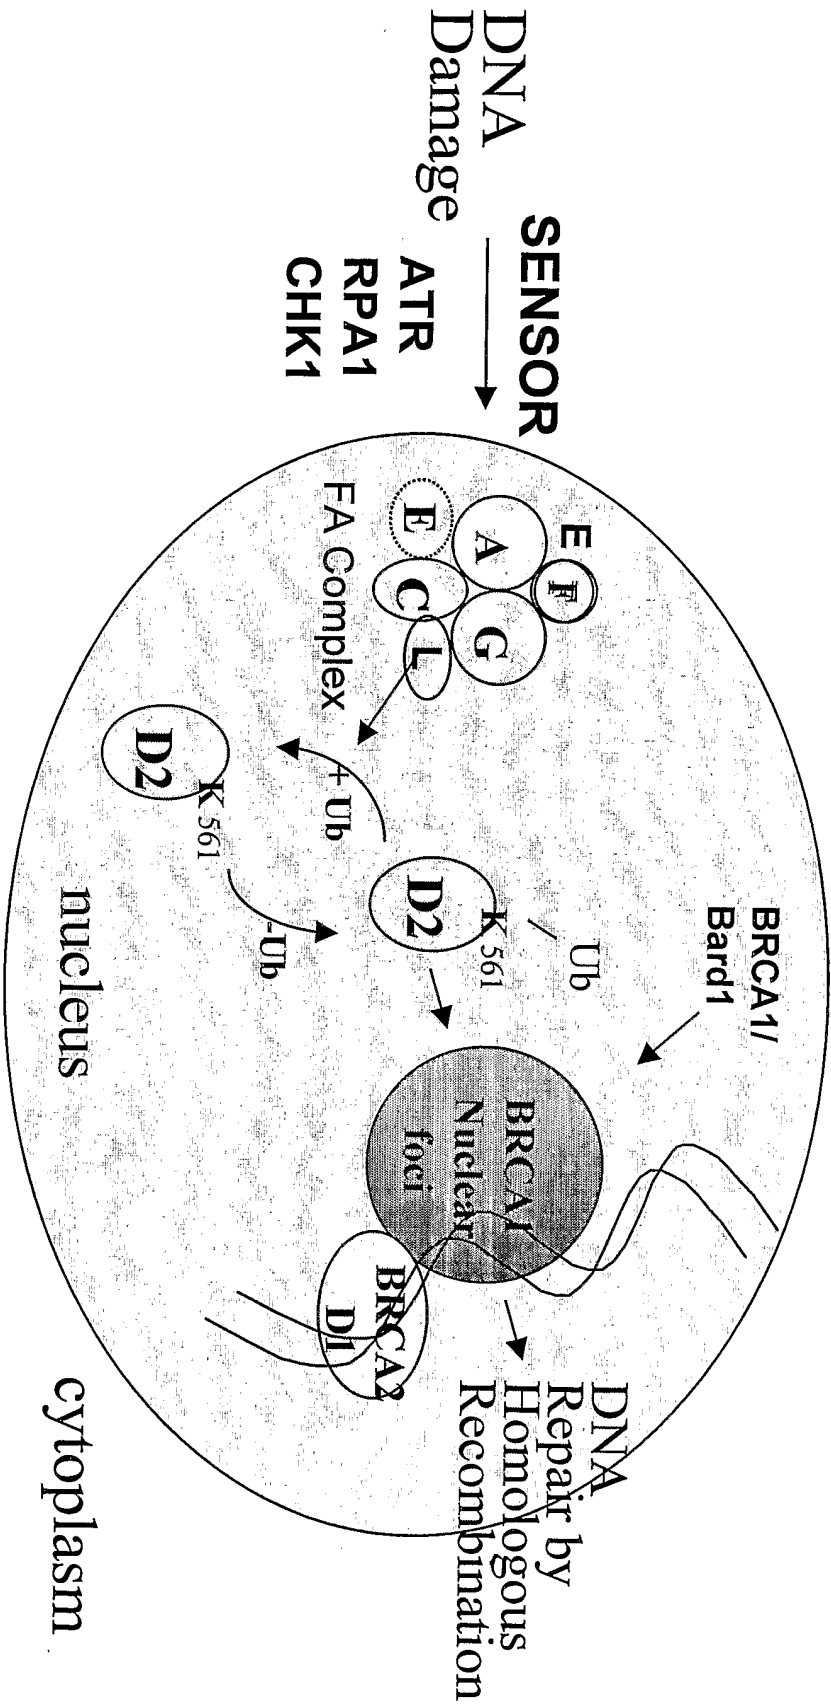 DNA
Damage
SENSOR
ATR
RPA1
CHK1
E
F
A
G
E
C
L
FA Complex
+ Ub
-Ub
D2
K 561
D2
K 561
Ub
BRCA1/
Bard1
BRCA1
Nuclear
foci
BRCA2
D1
DNA
Repair by
Homologous
Recombination
nucleus
cytoplasm